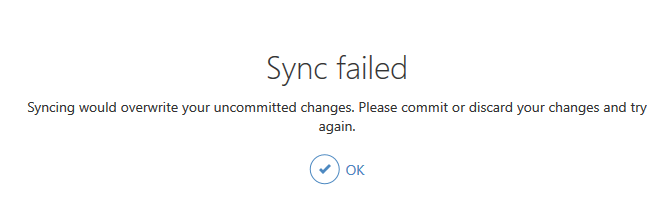 Sync failed
Syncing would overwrite your uncommitted changes. Please commit or discard your changes and try
again.
OK